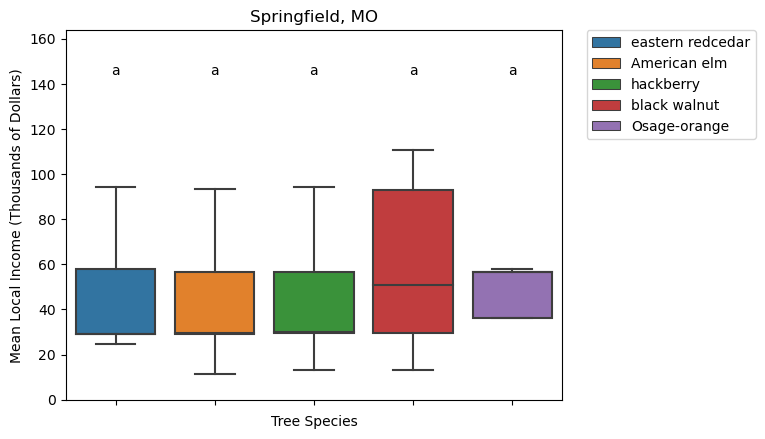 Springfield, MO
Mean Local Income (Thousands of Dollars)
160
140
120
100
80
60
40
20
0
a a a a a
Tree Species
eastern redcedar
American elm
hackberry
black walnut
Osage-orange